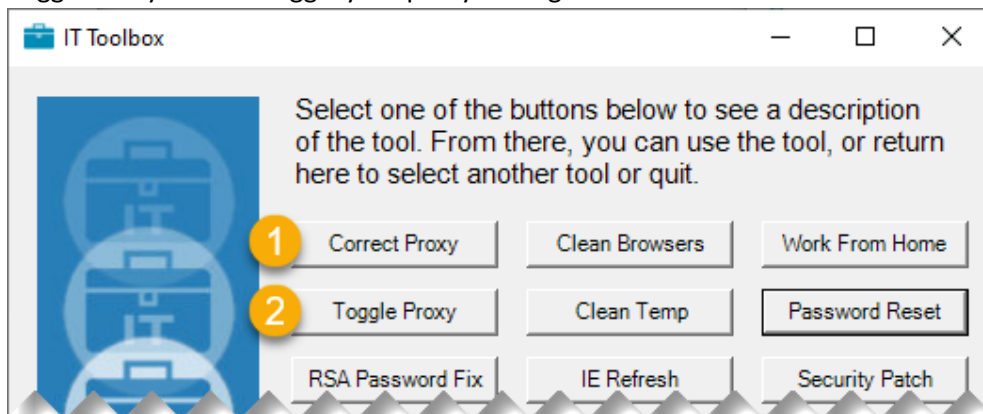 IT Toolbox
Select one of the buttons below to see a description
of the tool. From there, you can use the tool, or return
here to select another tool or quit.
IT
1 Correct Proxy Clean Browsers Work From Home
IT
2 Toggle Proxy Clean Temp Password Reset
RSA Password Fix IE Refresh Security Patch